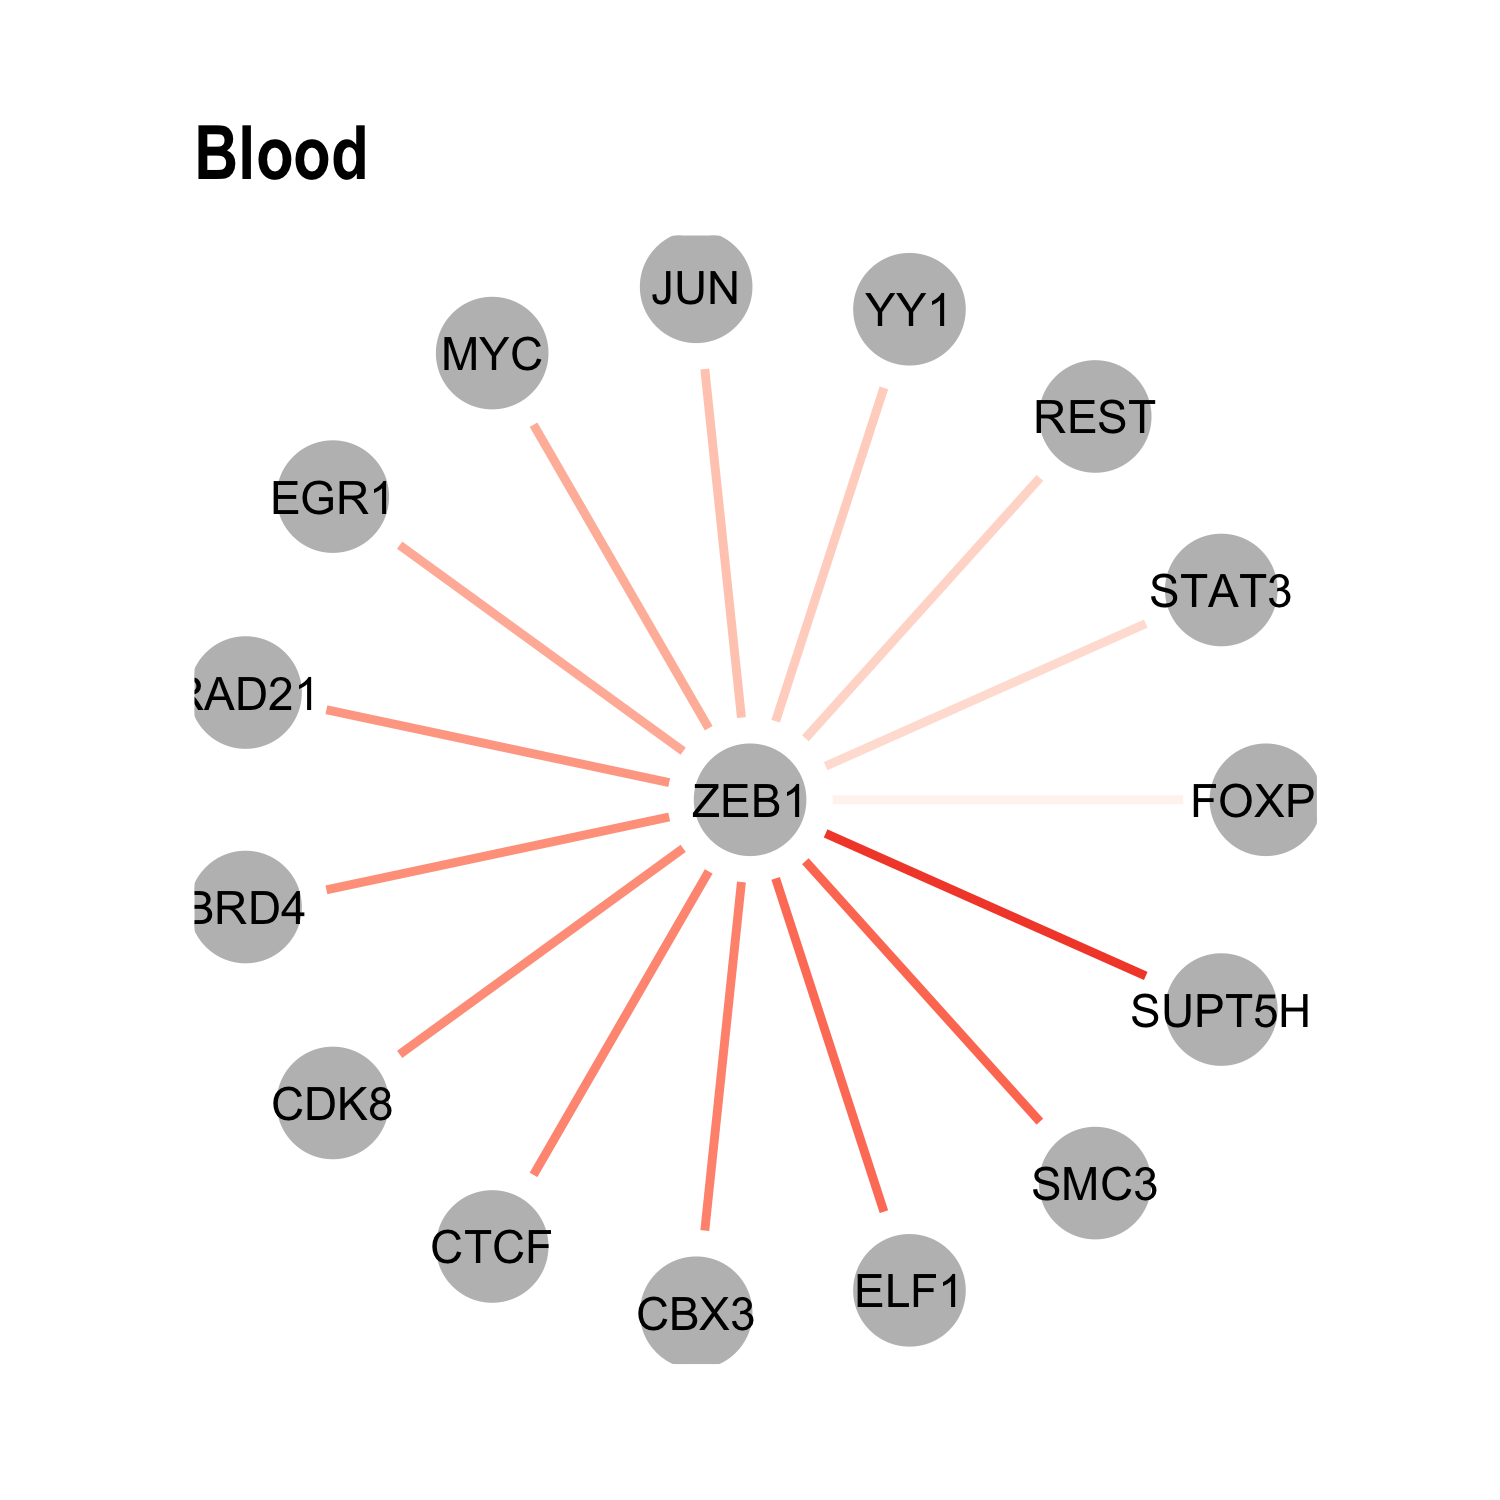 Blood
JUN
YY1
MYC
REST
EGR1
STAT3
RAD21
ZEB1
FOXP
BRD4
SUPT5H
CDK8
SMC3
CTCF
ELF1
CBX3